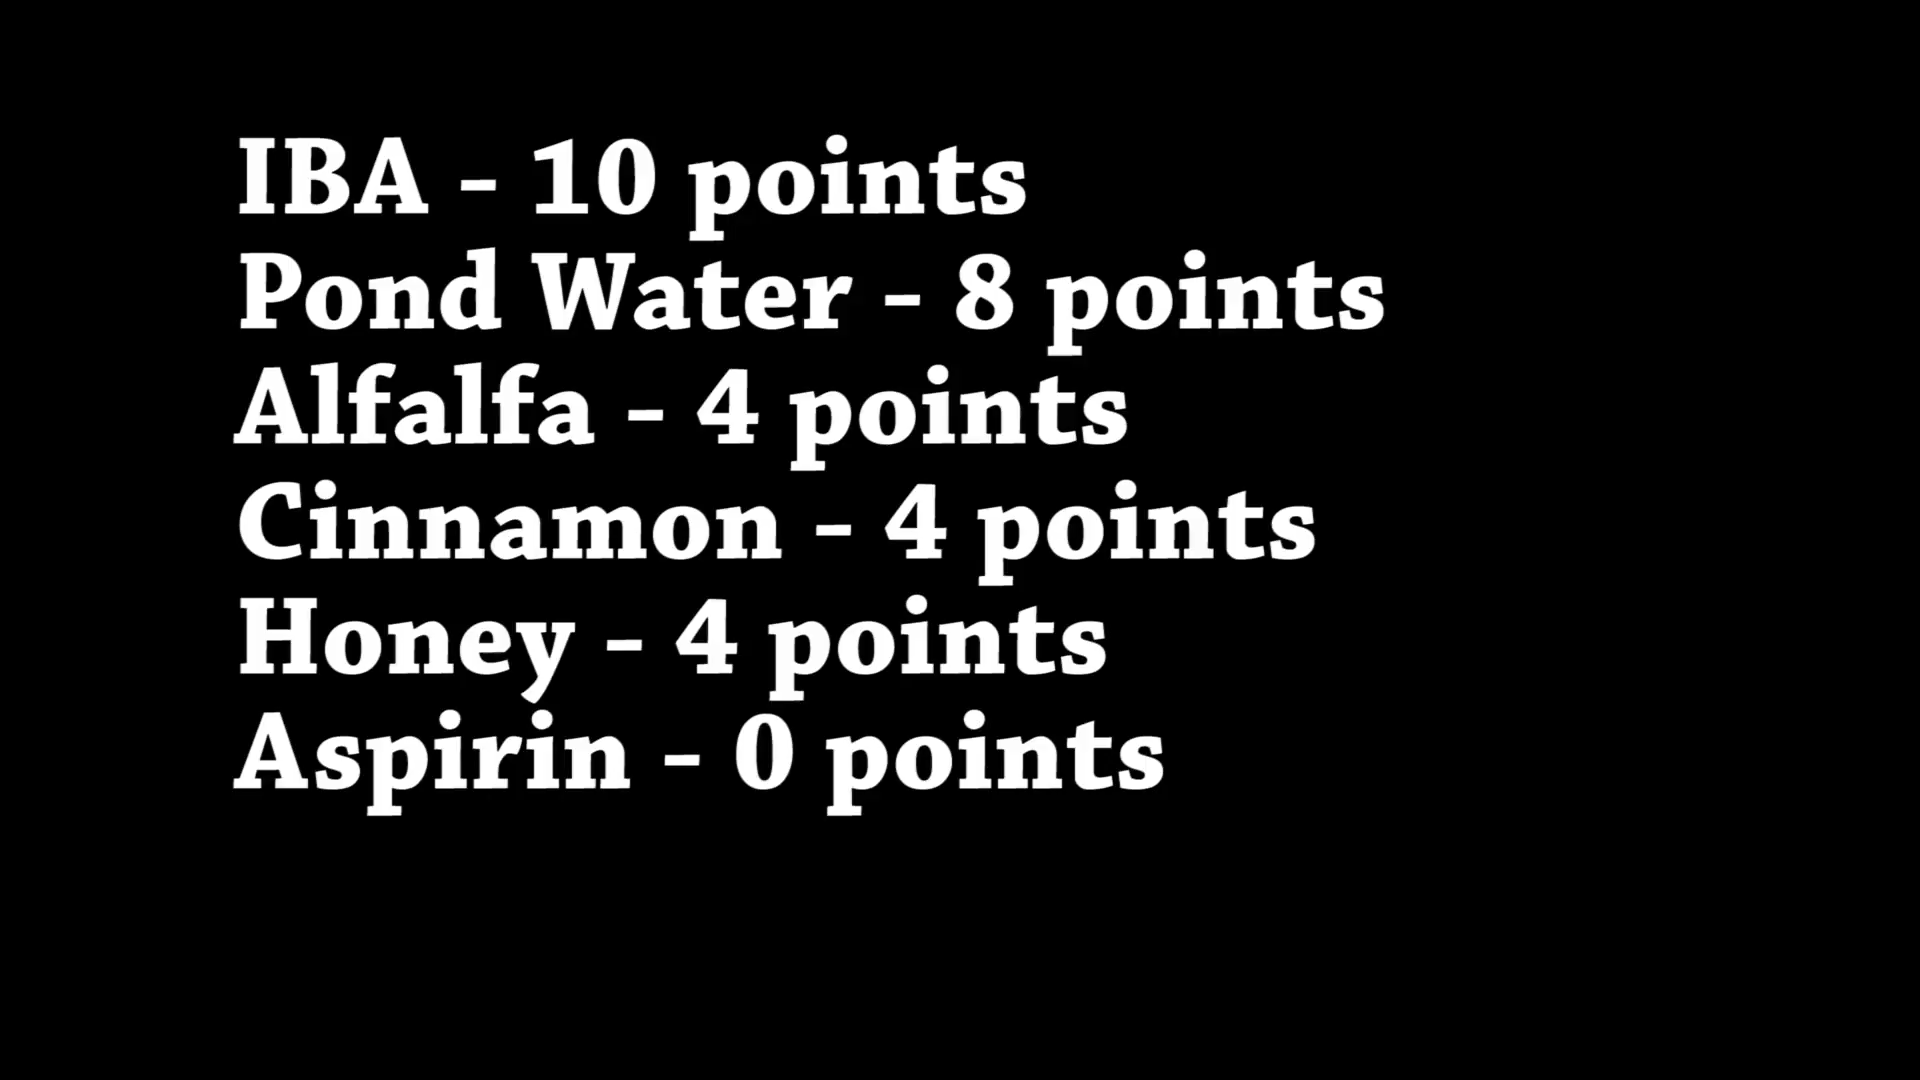 IBA - 10 points
Pond Water - 8 points
Alfalfa - 4 points
Cinnamon - 4 points
Honey - 4 points
Aspirin - 0 points